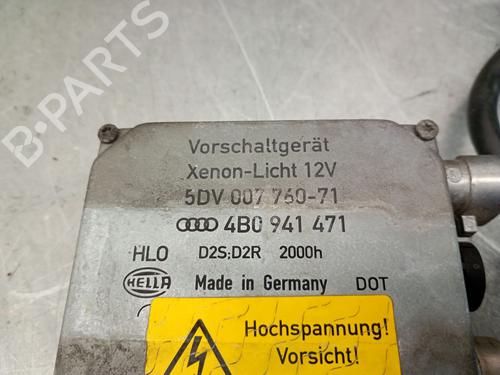 Vorschaltgerät
Xenon-Licht 12V
5DV 007 760-71
4B0 941 471
HLO D2S;D2R 2000h
HELLA Made in Germany DOT
Hochspannung!
Vorsicht!
B-PARTS